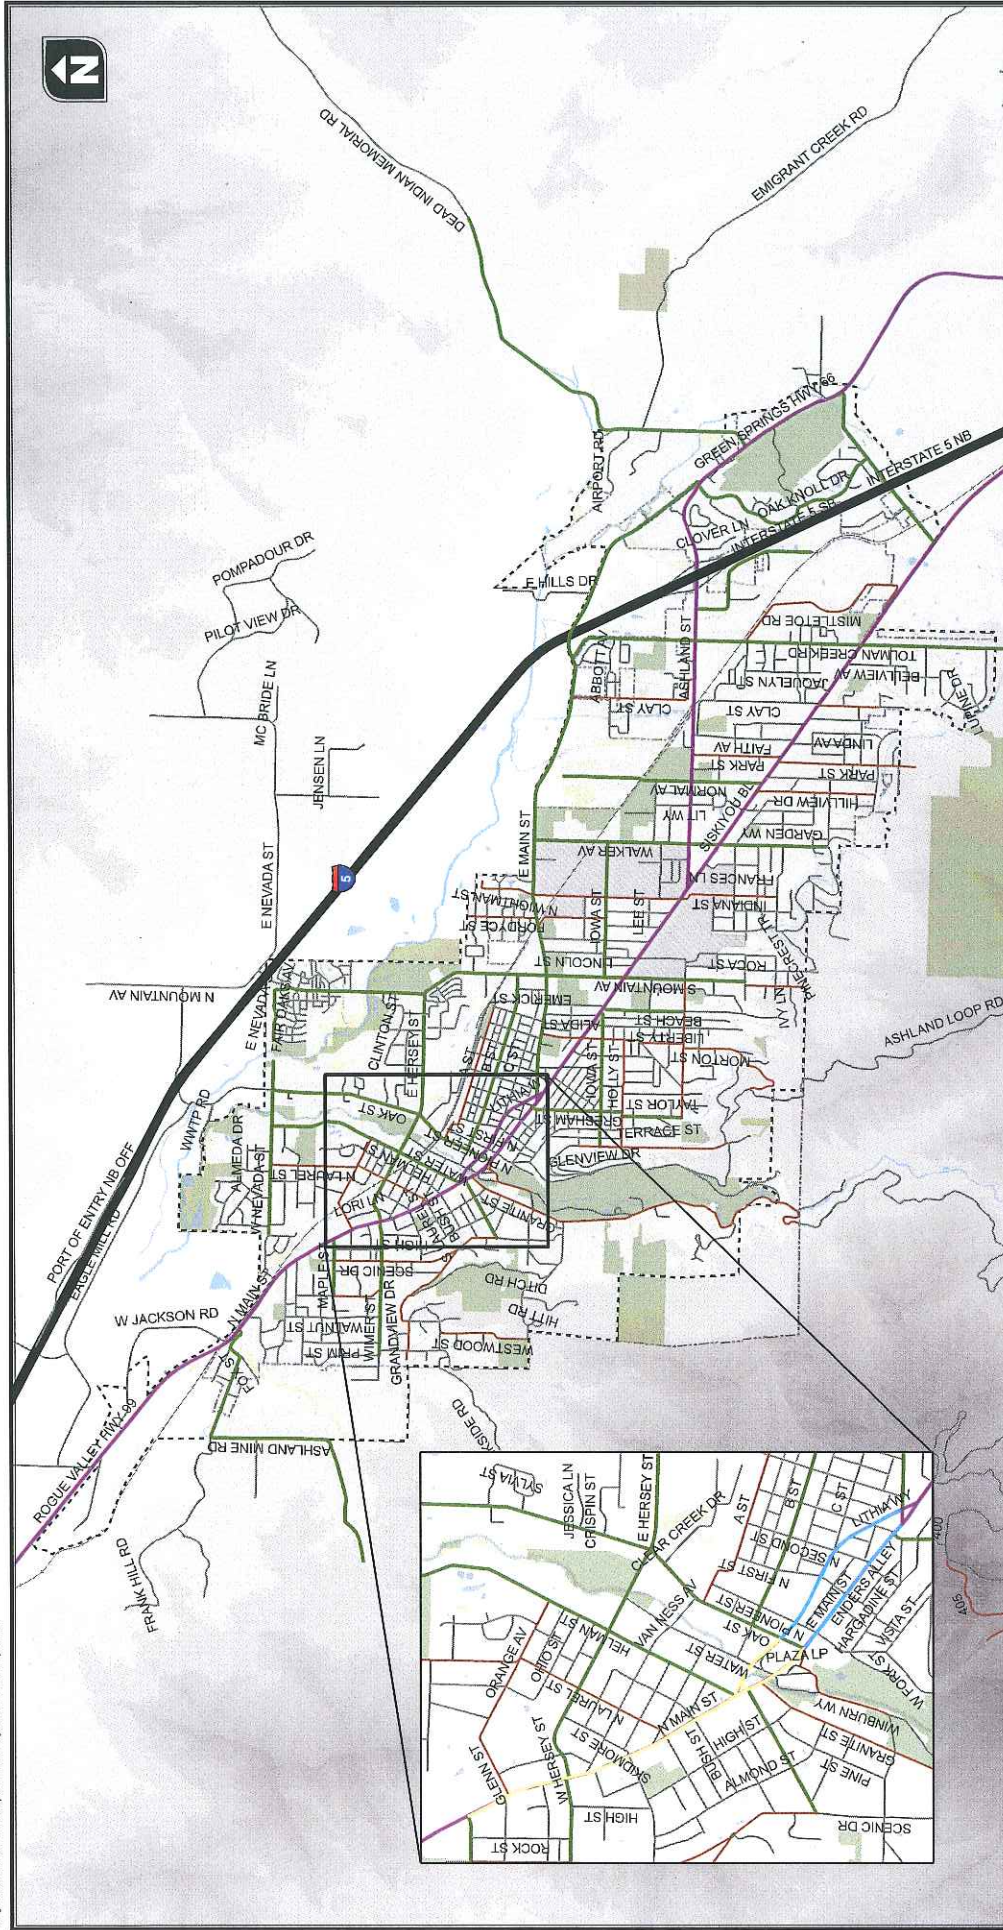 N
DEAD INDIAN MEMORIAL RD
EMIGRANT CREEK RD
GREEN SPRINGS HWY 66
AIRPORT RD
OAK KNOLL DR
INTERSTATE 5 NB
CLOVER LN
INTERSTATE 5 SB
E HILLS DR
POMPADOUR DR
PILOT VIEW DR
MC BRIDE LN
JENSEN LN
E NEVADA ST
5
MISTLETOE RD
TOLMAN CREEK RD
BELLVIEW AV
JAQUELYN ST
LUPINE DR
ABBOTT AV
ASHLAND ST
CLAY ST
CLAY ST
LINDA AV
FAITH AV
PARK ST
PARK ST
NORMAL AV
HILLVIEW DR
LIT WY
SISKIYOU BL
GARDEN WY
E MAIN ST
WALKER AV
FRANCES LN
INDIANA ST
N WIGHTMAN ST
FORDYCE ST
IOWA ST
LEE ST
LINCOLN ST
ROCA ST
PINECREST TR
IVY LN
N MOUNTAIN AV
S MOUNTAIN AV
FAIR OAKS AV
CLINTON ST
E HERSEY ST
EMERICK ST
BEACH ST
LIBERTY ST
ALIDA ST
MORTON ST
ASHLAND LOOP RD
A ST
B ST
C ST
IOWA ST
HOLLY ST
TAYLOR ST
GRESHAM ST
TERRACE ST
GLENVIEW DR
OAK ST
WWTP RD
ALMEDA DR
W NEVADA ST
N LAUREL ST
HELMAN ST
WATER ST
N PIONEER ST
N FIRST ST
LORI LN
BUSH ST
HIGH ST
GRANITE ST
PORT OF ENTRY NB OFF
EAGLE MILL RD
W JACKSON RD
N MAIN ST
MAPLE ST
SCENIC DR
DITCH RD
HITT RD
WALNUT ST
WIMER ST
PRIM ST
GRANDVIEW DR
WESTWOOD ST
FOX ST
ROGUE VALLEY HWY 99
ASHLAND MINE RD
FRANK HILL RD
SYLVIA ST
JESSICA LN
CRISPIN ST
E HERSEY ST
CLEAR CREEK DR
A ST
B ST
C ST
LITHIA WY
N SECOND ST
N FIRST ST
E MAIN ST
ENDERS ALLEY
HARGADINE ST
VISTA ST
N PIONEER ST
OAK ST
VAN NESS AV
WATER ST
PLAZA LP
W FORK ST
WINBURN WY
GRANITE ST
HELMAN ST
OHIO ST
ORANGE AV
N LAUREL ST
N MAIN ST
BUSH ST
HIGH ST
ALMOND ST
PINE ST
SKIDMORE ST
W HERSEY ST
GLENN ST
HIGH ST
ROCK ST
SCENIC DR
400
405